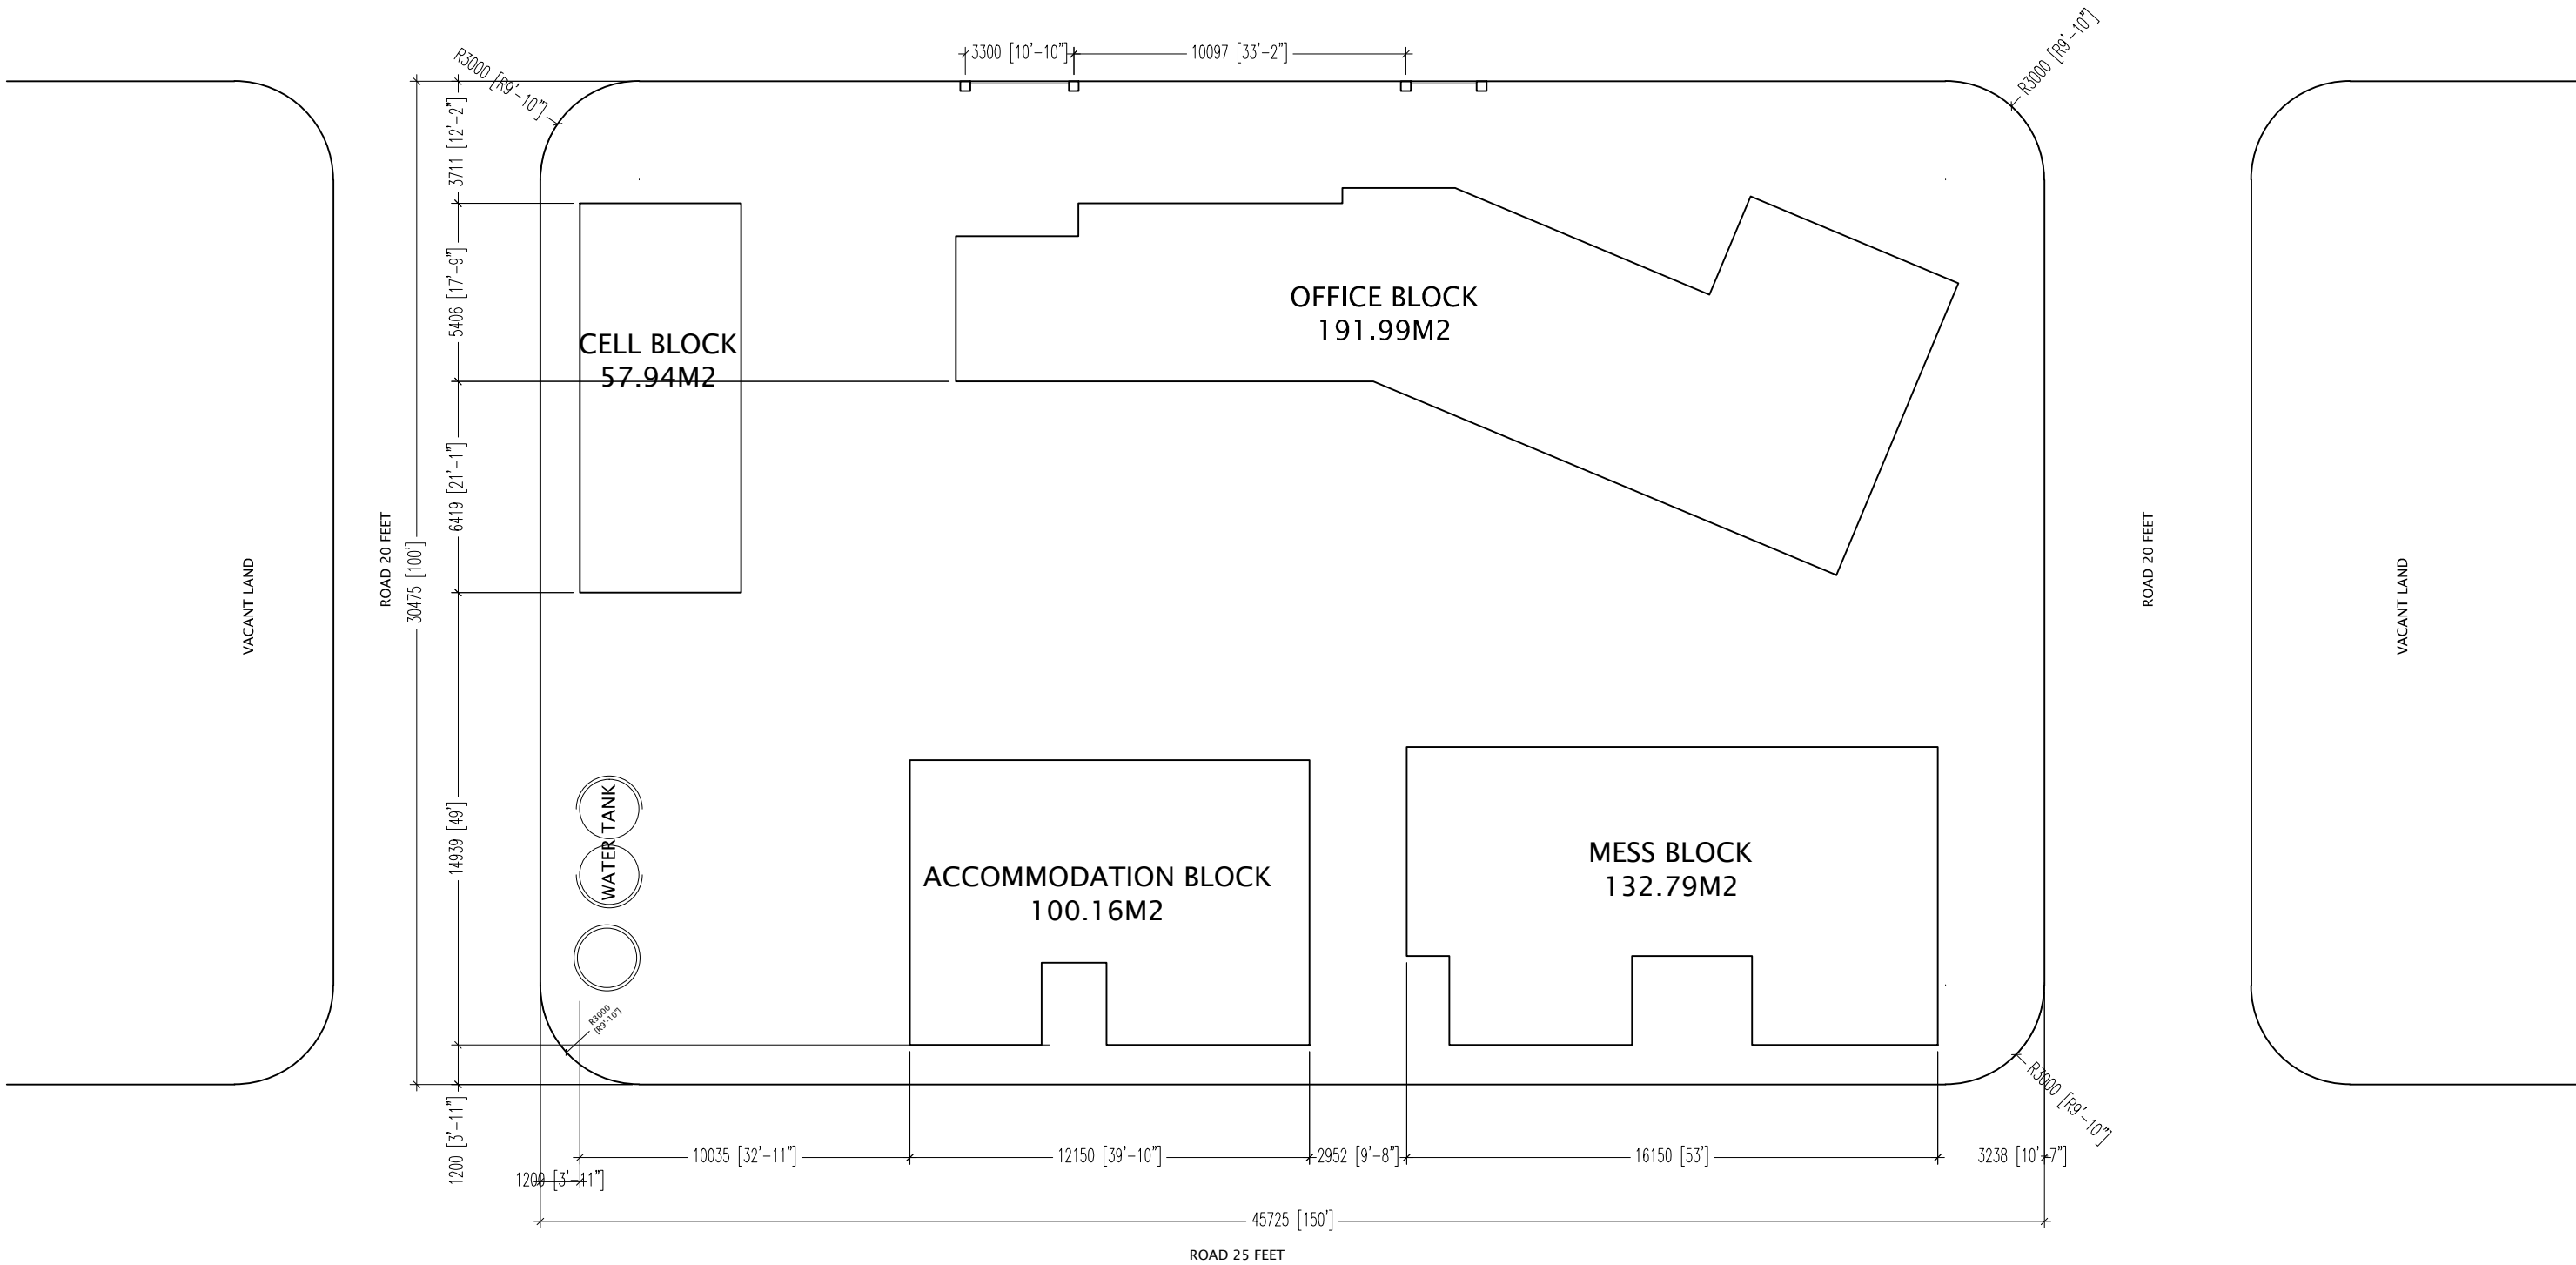 3300 [10'-10"]
10097 [33'-2"]
R3000 [R9'-10"]
R3000 [R9'-10"]
3711 [12'-2"]
5406 [17'-9"]
6419 [21'-1"]
14939 [49']
1200 [3'-11"]
30475 [100']
VACANT LAND
ROAD 20 FEET
CELL BLOCK
57.94M2
OFFICE BLOCK
191.99M2
ROAD 20 FEET
VACANT LAND
WATER TANK
ACCOMMODATION BLOCK
100.16M2
MESS BLOCK
132.79M2
R3000
[R9'-10"]
R3000 [R9'-10"]
10035 [32'-11"]
12150 [39'-10"]
2952 [9'-8"]
16150 [53']
3238 [10'-7"]
1200 [3'-11"]
45725 [150']
ROAD 25 FEET